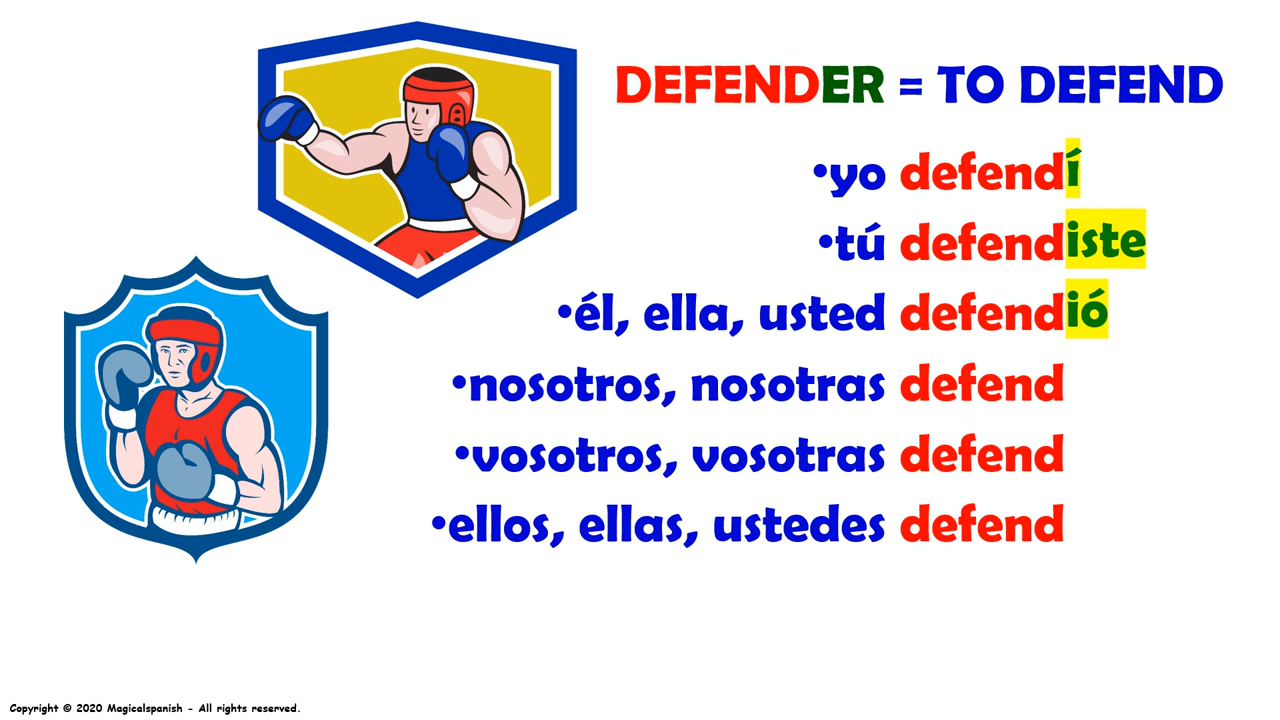 DEFENDER = TO DEFEND
•yo defendí
•tú defendiste
•él, ella, usted defendió
•nosotros, nosotras defend
•vosotros, vosotras defend
•ellos, ellas, ustedes defend
Copyright © 2020 Magicalspanish - All rights reserved.